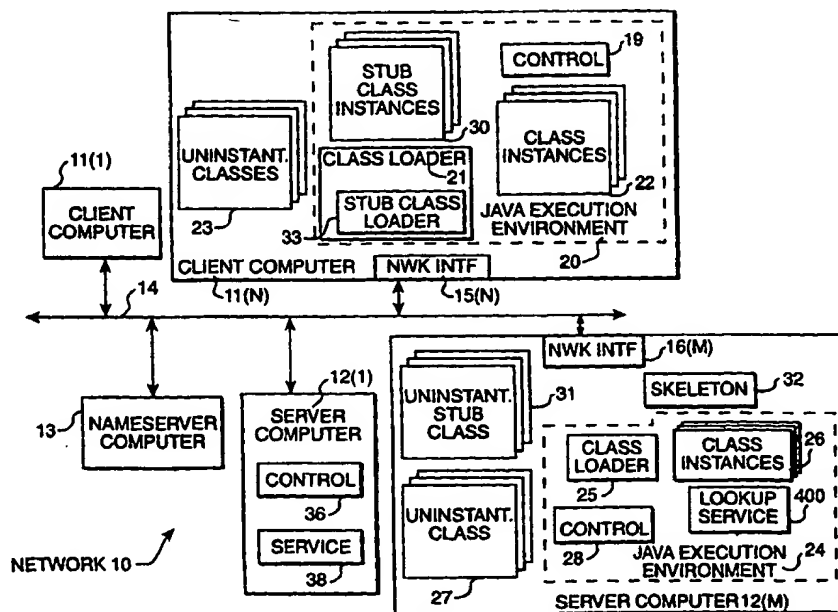 19
CONTROL
STUB
CLASS
INSTANCES
30
CLASS
INSTANCES
22
UNINSTANT.
CLASSES
23
CLASS LOADER
21
STUB CLASS
LOADER
33
JAVA EXECUTION
ENVIRONMENT
20
11(1)
CLIENT
COMPUTER
CLIENT COMPUTER
11(N)
NWK INTF
15(N)
14
NWK INTF
16(M)
13
NAMESERVER
COMPUTER
12(1)
SERVER
COMPUTER
CONTROL
36
SERVICE
38
UNINSTANT.
STUB
CLASS
31
SKELETON
32
CLASS
LOADER
25
CLASS
INSTANCES
26
LOOKUP
SERVICE
400
UNINSTANT.
CLASS
27
CONTROL
28
JAVA EXECUTION
ENVIRONMENT
24
NETWORK 10
SERVER COMPUTER 12(M)